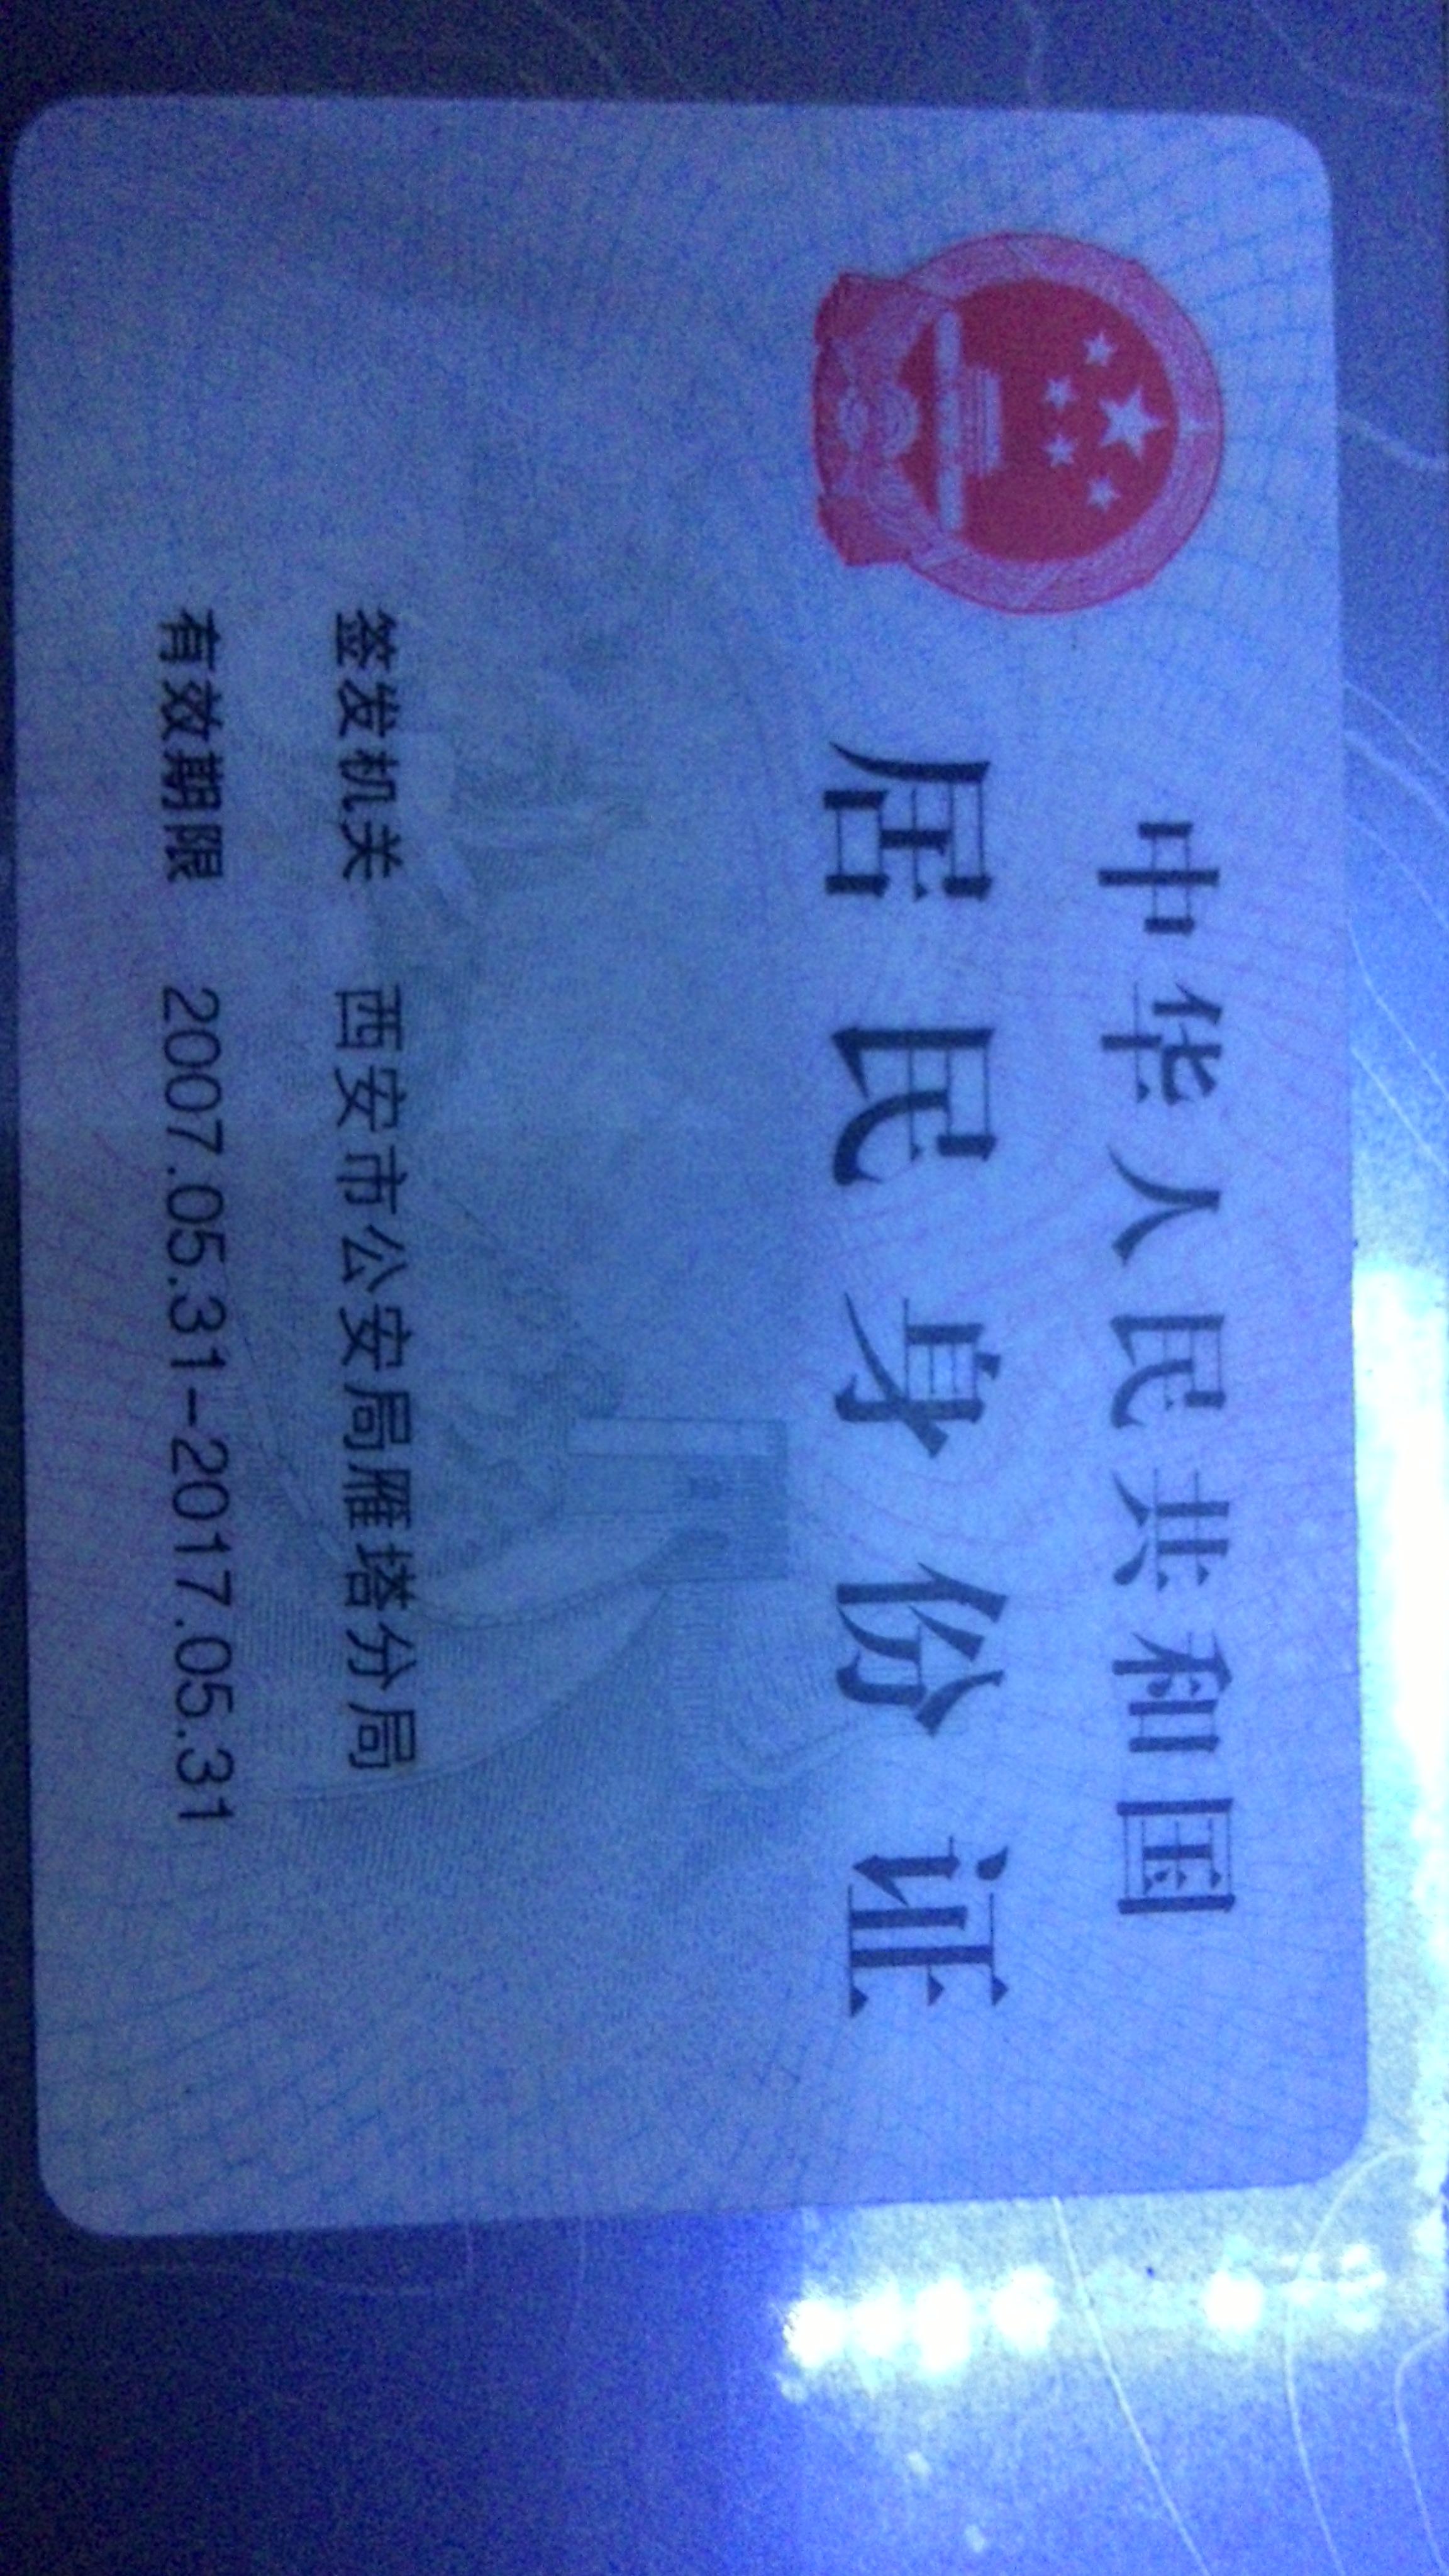 中华人民共和国
居民身份证
签发机关 西安市公安局雁塔分局
有效期限 2007.05.31-2017.05.31